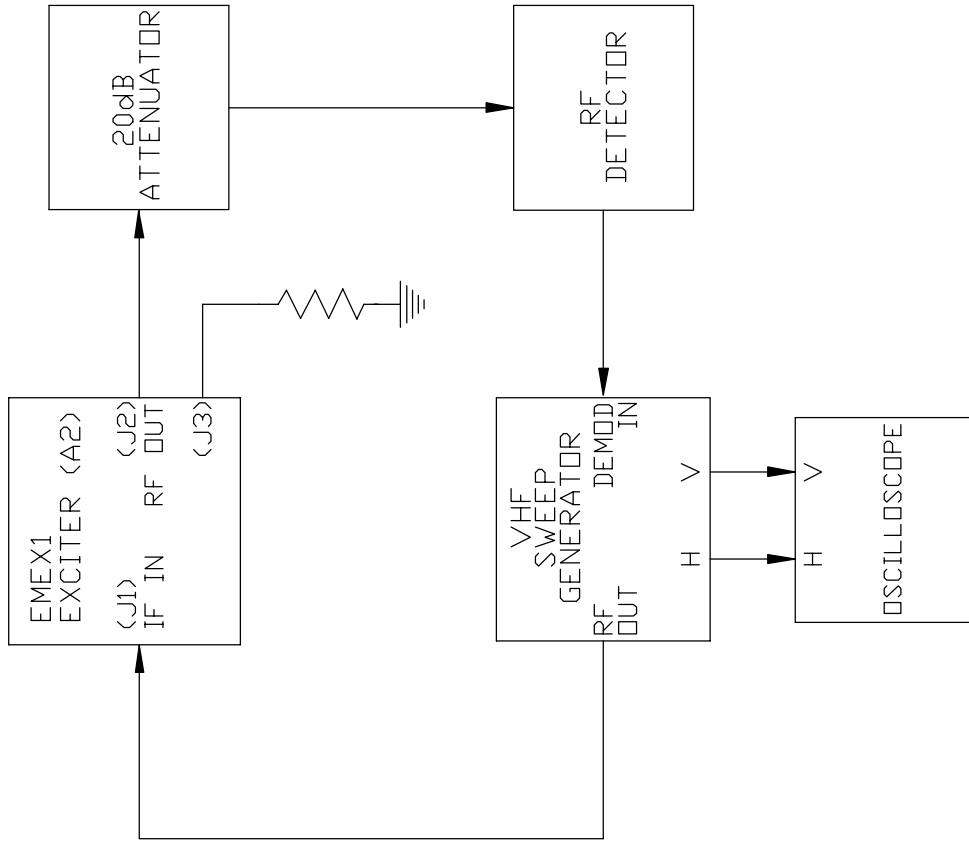 EMEX1
EXCITER (A2)
(J1)
IF IN
(J2)
RF OUT
(J3)
20dB
ATTENUATOR
VHF
SWEEP
GENERATOR
RF
OUT
DEMOD
IN
H
V
RF
DETECTOR
H
V
OSCILLOSCOPE